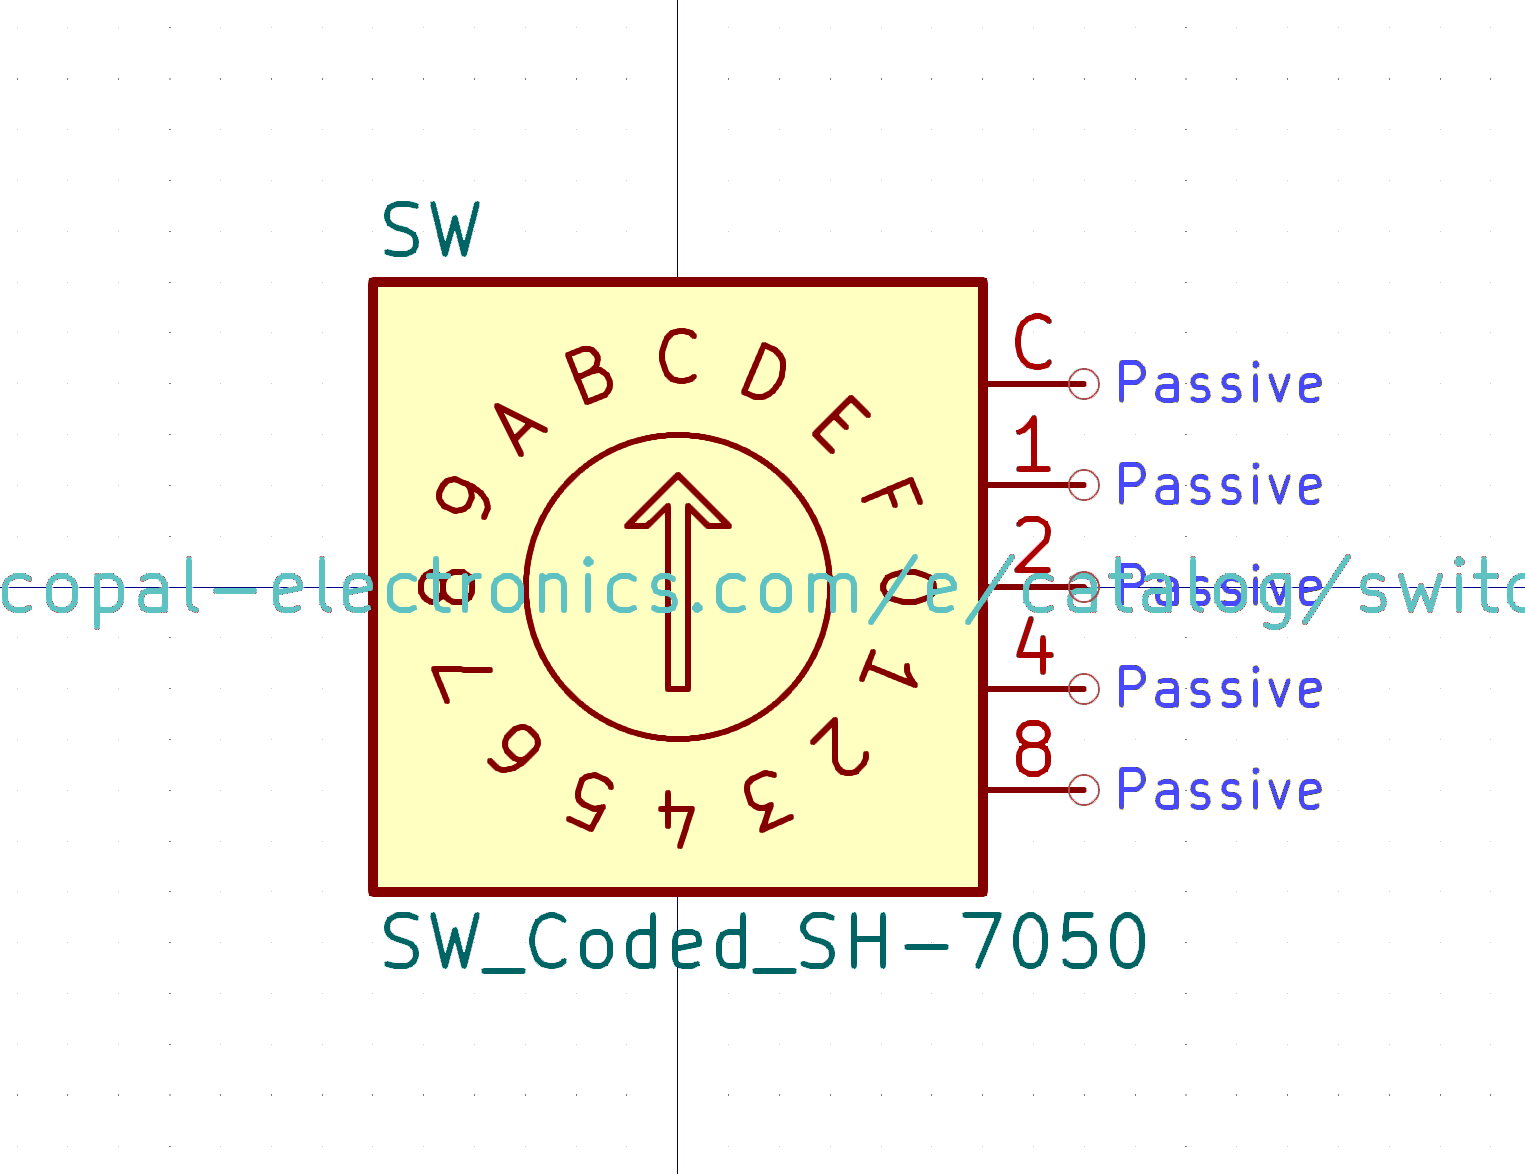 SW
C Passive
1 Passive
2 Passive
4 Passive
8 Passive
0 1 2 3 4 5 6 7 8 9 A B C D E F
copal-electronics.com/e/catalog/switc
SW_Coded_SH-7050